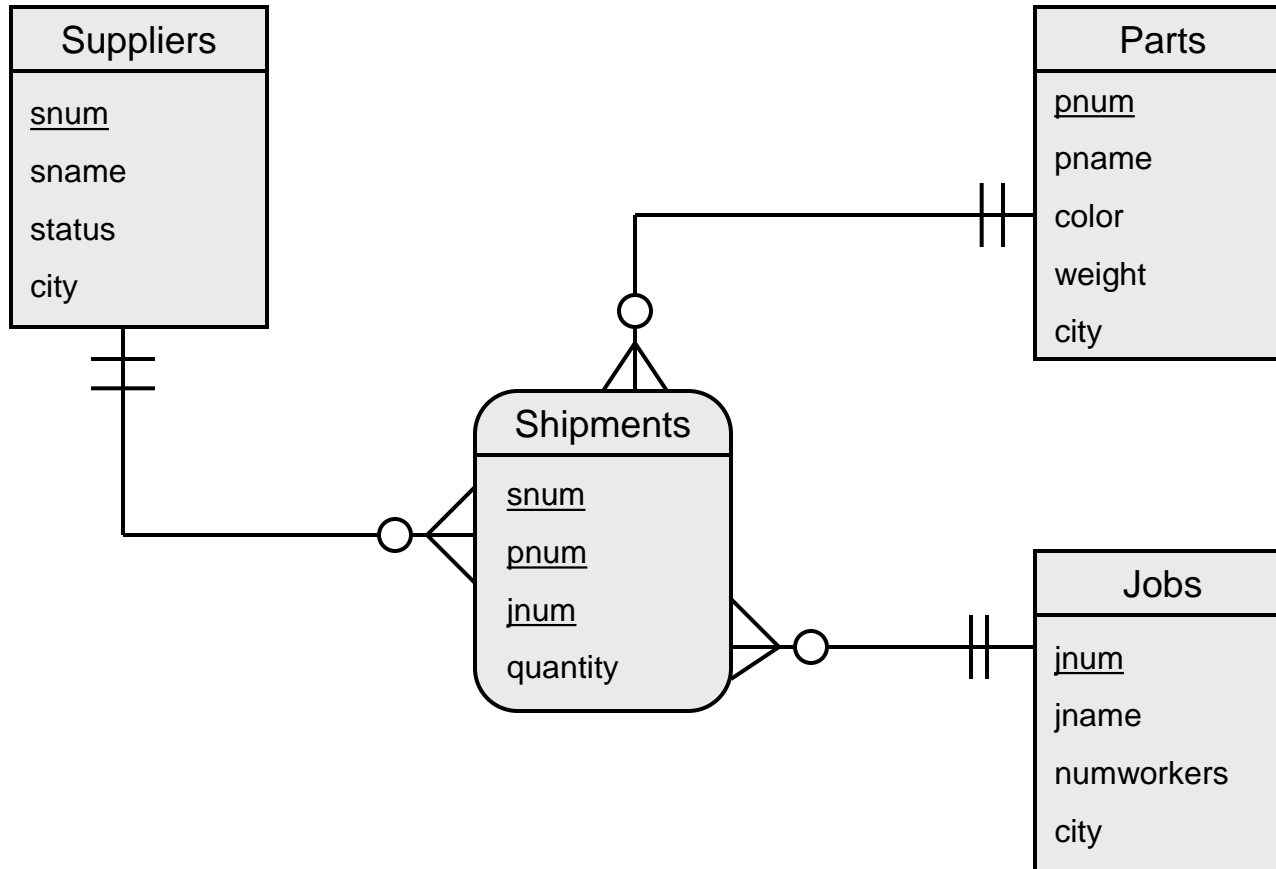 Suppliers
snum
sname
status
city
Parts
pnum
pname
color
weight
city
Shipments
snum
pnum
jnum
quantity
Jobs
jnum
jname
numworkers
city